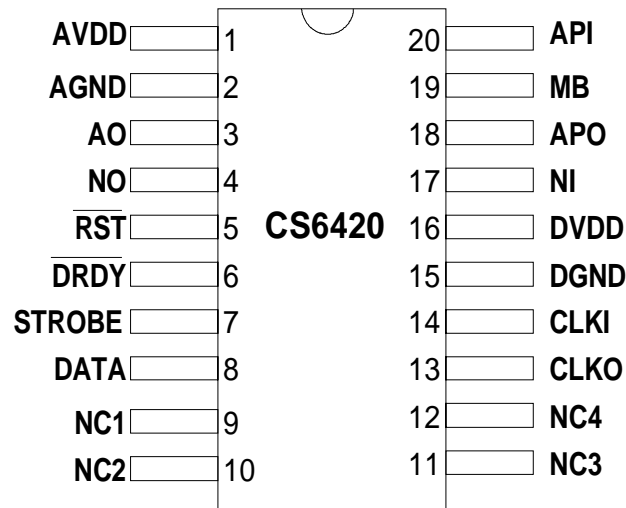 AVDD 1 20 API
AGND 2 19 MB
AO 3 18 APO
NO 4 17 NI
RST 5 CS6420 16 DVDD
DRDY 6 15 DGND
STROBE 7 14 CLKI
DATA 8 13 CLKO
NC1 9 12 NC4
NC2 10 11 NC3